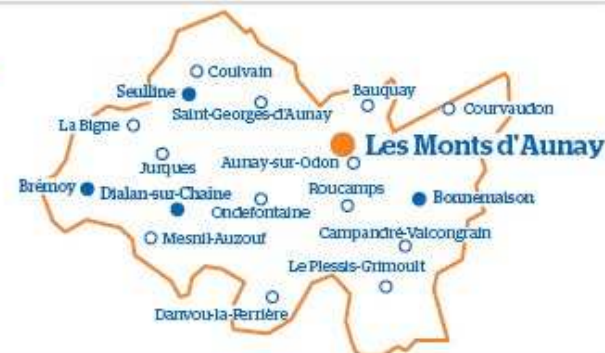 Coulvain
Seulline
Bauquay
Saint-Georges-d'Aunay
Courvaudon
La Bigne
Les Monts d'Aunay
Jurques
Aunay-sur-Odon
Brémoy
Dialan-sur-Chaîne
Roucamps
Bonnemaison
Ondefontaine
Mesnil-Auzouf
Campandré-Valcongrain
Le Plessis-Grimoult
Danvou-la-Ferrière